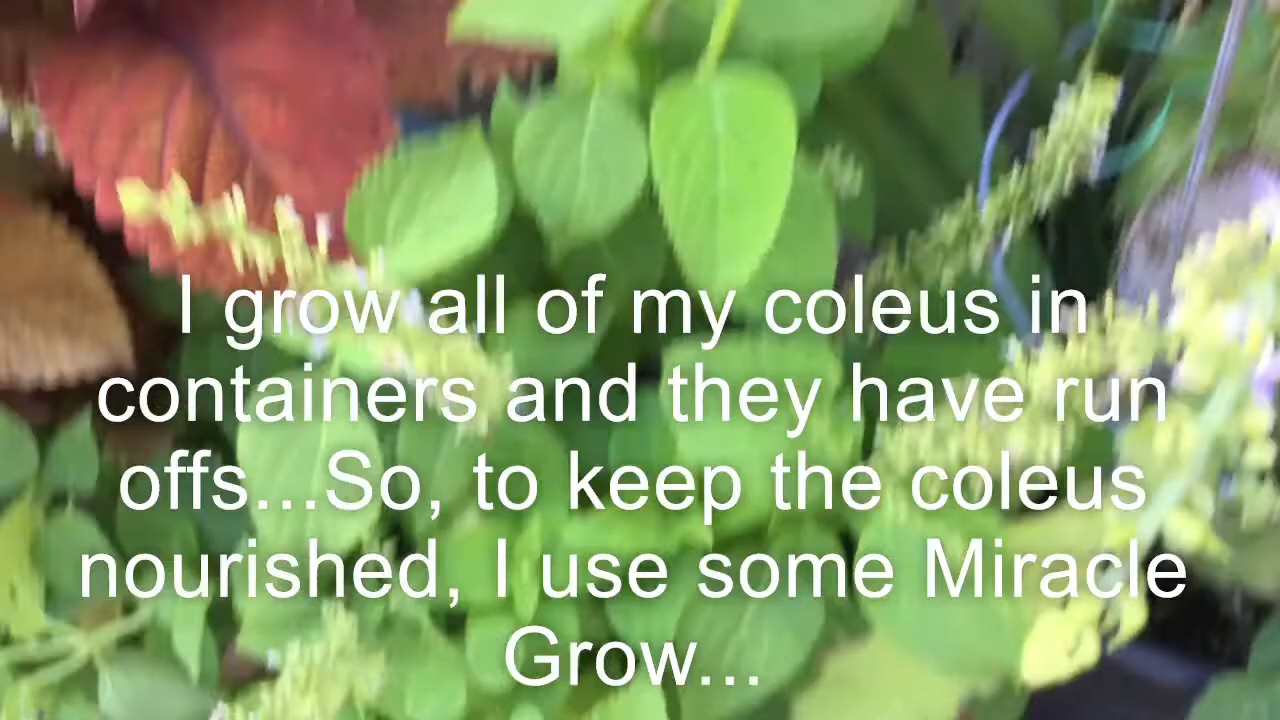 I grow all of my coleus in
containers and they have run
offs...So, to keep the coleus
nourished, I use some Miracle
Grow...